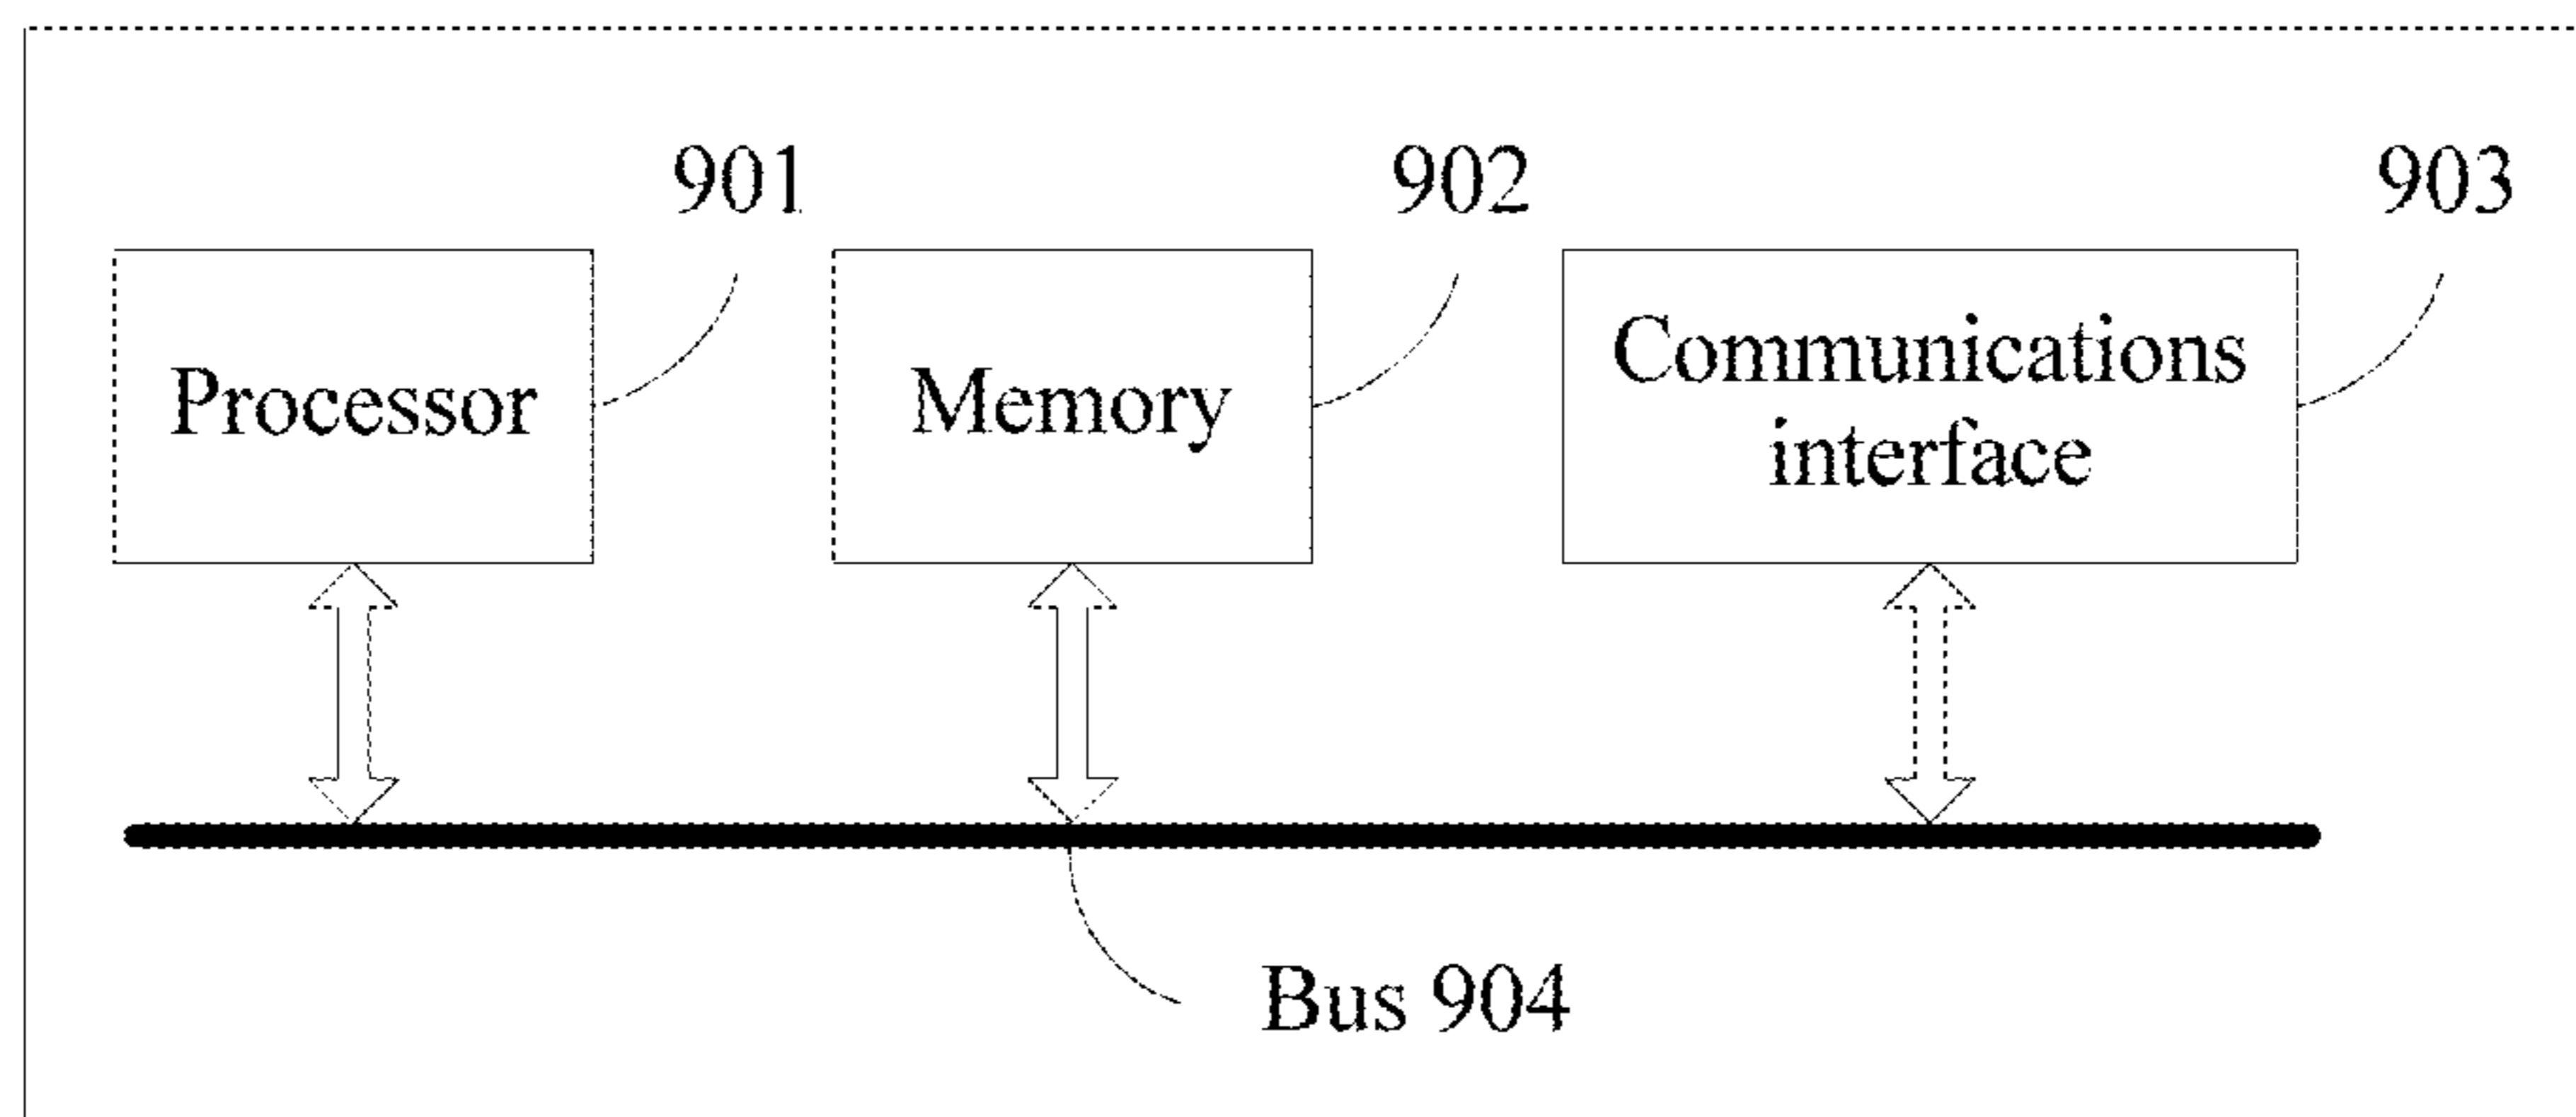 901
902
903
Processor
Memory
Communications
interface
Bus 904